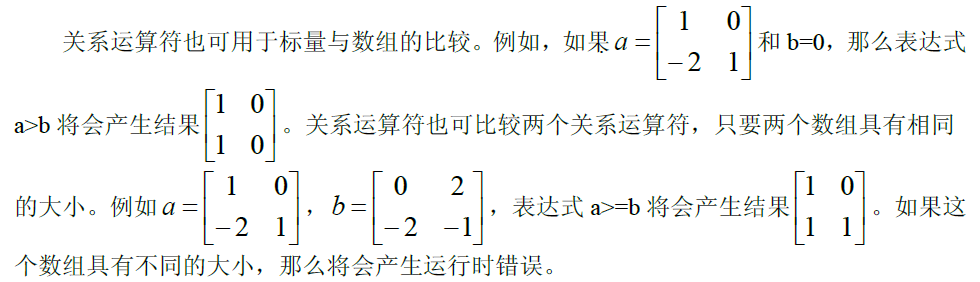 关系运算符也可用于标量与数组的比较。例如，如果 $a = \begin{bmatrix} 1 & 0 \\ -2 & 1 \end{bmatrix}$ 和 b=0，那么表达式
a>b 将会产生结果 $\begin{bmatrix} 1 & 0 \\ 1 & 0 \end{bmatrix}$ 。关系运算符也可比较两个关系运算符，只要两个数组具有相同
的大小。例如 $a = \begin{bmatrix} 1 & 0 \\ -2 & 1 \end{bmatrix}$ ，$b = \begin{bmatrix} 0 & 2 \\ -2 & -1 \end{bmatrix}$ ，表达式 a>=b 将会产生结果 $\begin{bmatrix} 1 & 0 \\ 1 & 1 \end{bmatrix}$ 。如果这
个数组具有不同的大小，那么将会产生运行时错误。